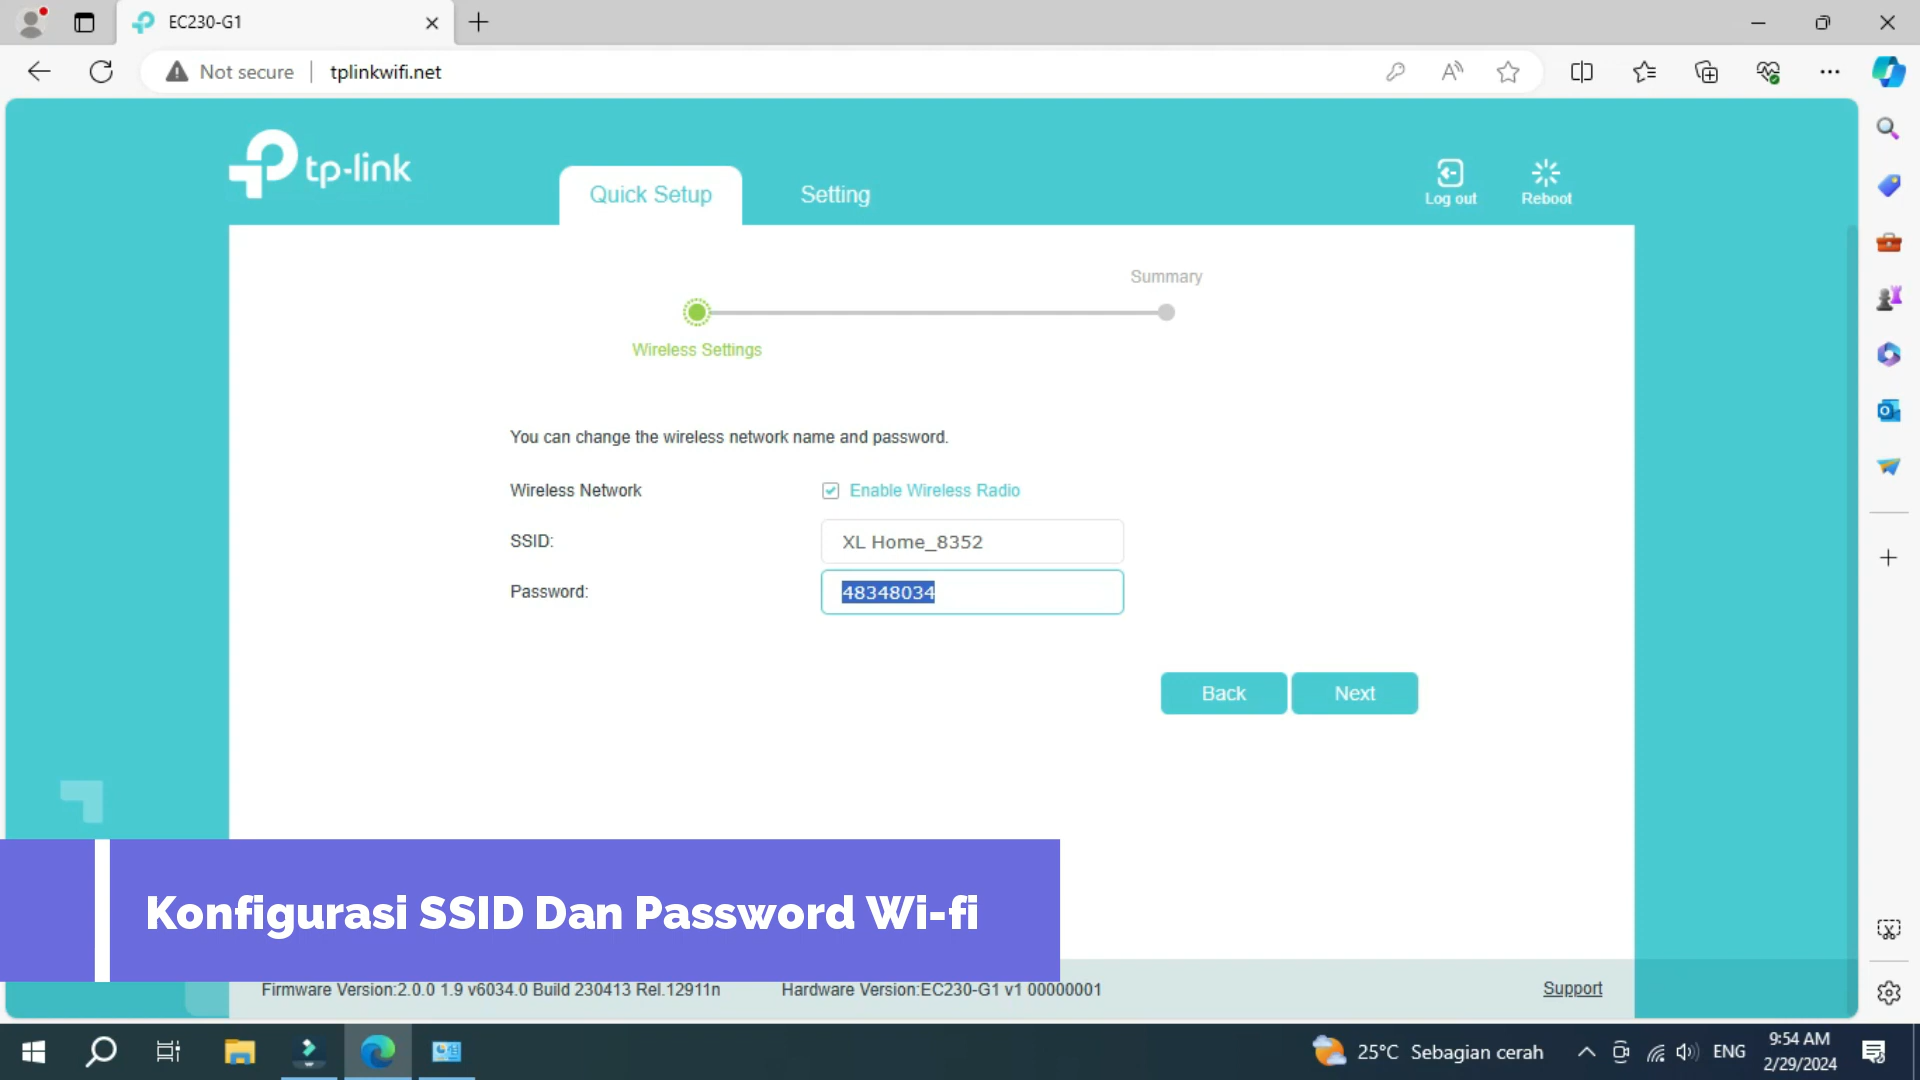 EC230-G1
Not secure
tplinkwifi.net
tp-link
Quick Setup
Setting
Log out
Reboot
Summary
Wireless Settings
You can change the wireless network name and password.
Wireless Network
Enable Wireless Radio
SSID:
XL Home_8352
Password:
48348034
Back
Next
Konfigurasi SSID Dan Password Wi-fi
Firmware Version:2.0.0 1.9 v6034.0 Build 230413 Rel.12911n
Hardware Version:EC230-G1 v1 00000001
Support
25°C Sebagian cerah
ENG
9:54 AM
2/29/2024